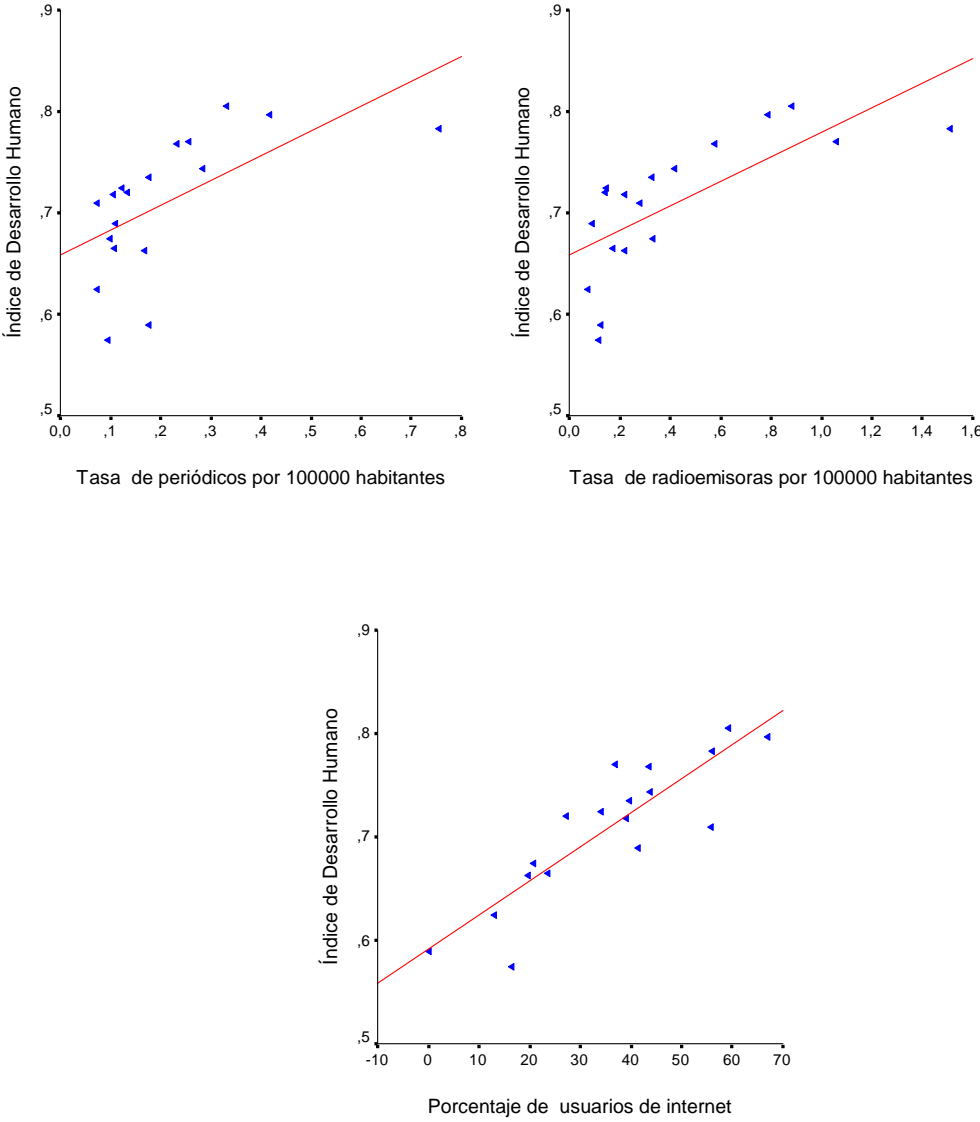 ,9
,8
,7
,6
,5
Índice de Desarrollo Humano
0,0 ,1 ,2 ,3 ,4 ,5 ,6 ,7 ,8
Tasa de periódicos por 100000 habitantes
,9
,8
,7
,6
,5
Índice de Desarrollo Humano
0,0 ,2 ,4 ,6 ,8 1,0 1,2 1,4 1,6
Tasa de radioemisoras por 100000 habitantes
,9
,8
,7
,6
,5
Índice de Desarrollo Humano
-10 0 10 20 30 40 50 60 70
Porcentaje de usuarios de internet